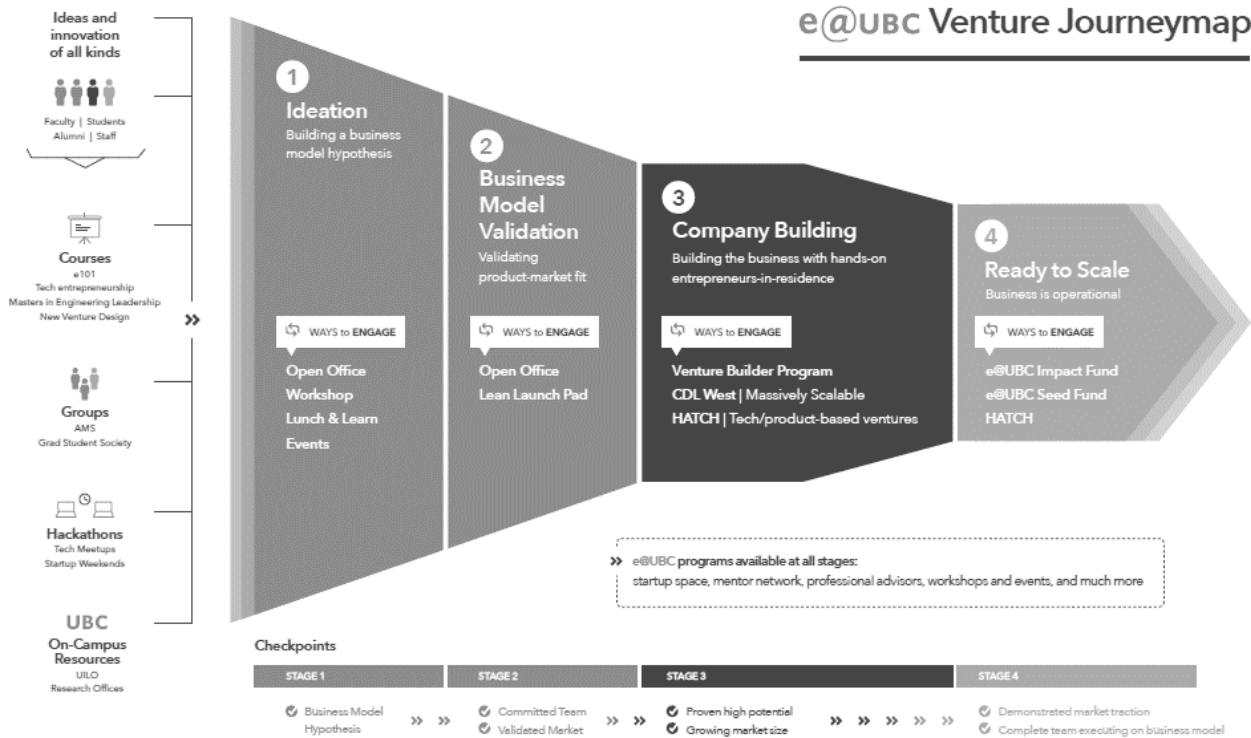 e@UBC Venture Journeymap
Ideas and
innovation
of all kinds
Faculty | Students
Alumni | Staff
Courses
e101
Tech entrepreneurship
Masters in Engineering Leadership
New Venture Design
Groups
AMS
Grad Student Society
Hackathons
Tech Meetups
Startup Weekends
UBC
On-Campus
Resources
UILO
Research Offices
1
Ideation
Building a business
model hypothesis
WAYS to ENGAGE
Open Office
Workshop
Lunch & Learn
Events
2
Business
Model
Validation
Validating
product-market fit
WAYS to ENGAGE
Open Office
Lean Launch Pad
3
Company Building
Building the business with hands-on
entrepreneurs-in-residence
WAYS to ENGAGE
Venture Builder Program
CDL West | Massively Scalable
HATCH | Tech/product-based ventures
4
Ready to Scale
Business is operational
WAYS to ENGAGE
e@UBC Impact Fund
e@UBC Seed Fund
HATCH
e@UBC programs available at all stages:
startup space, mentor network, professional advisors, workshops and events, and much more
Checkpoints
STAGE 1
Business Model
Hypothesis
STAGE 2
Committed Team
Validated Market
STAGE 3
Proven high potential
Growing market size
STAGE 4
Demonstrated market traction
Complete team executing on business model